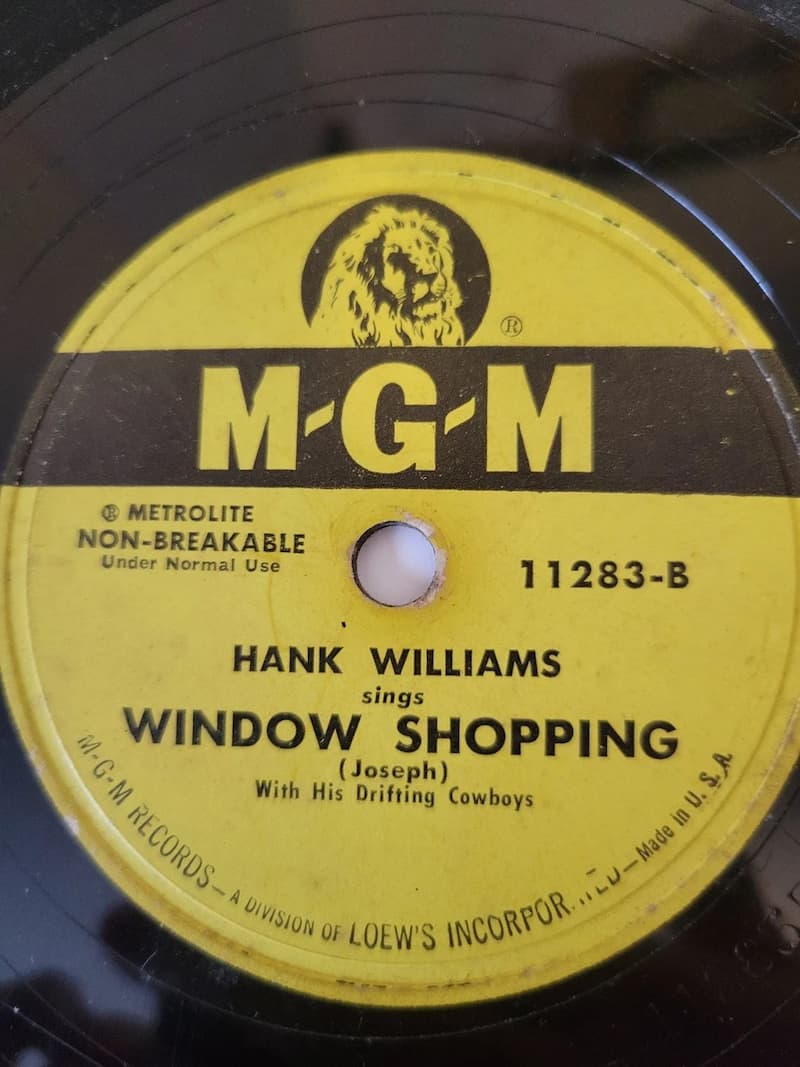 ®
M-G-M
® METROLITE
NON-BREAKABLE
Under Normal Use
11283-B
HANK WILLIAMS
sings
WINDOW SHOPPING
(Joseph)
With His Drifting Cowboys
M-G-M RECORDS—A DIVISION OF LOEW'S—Made in U. S. A.